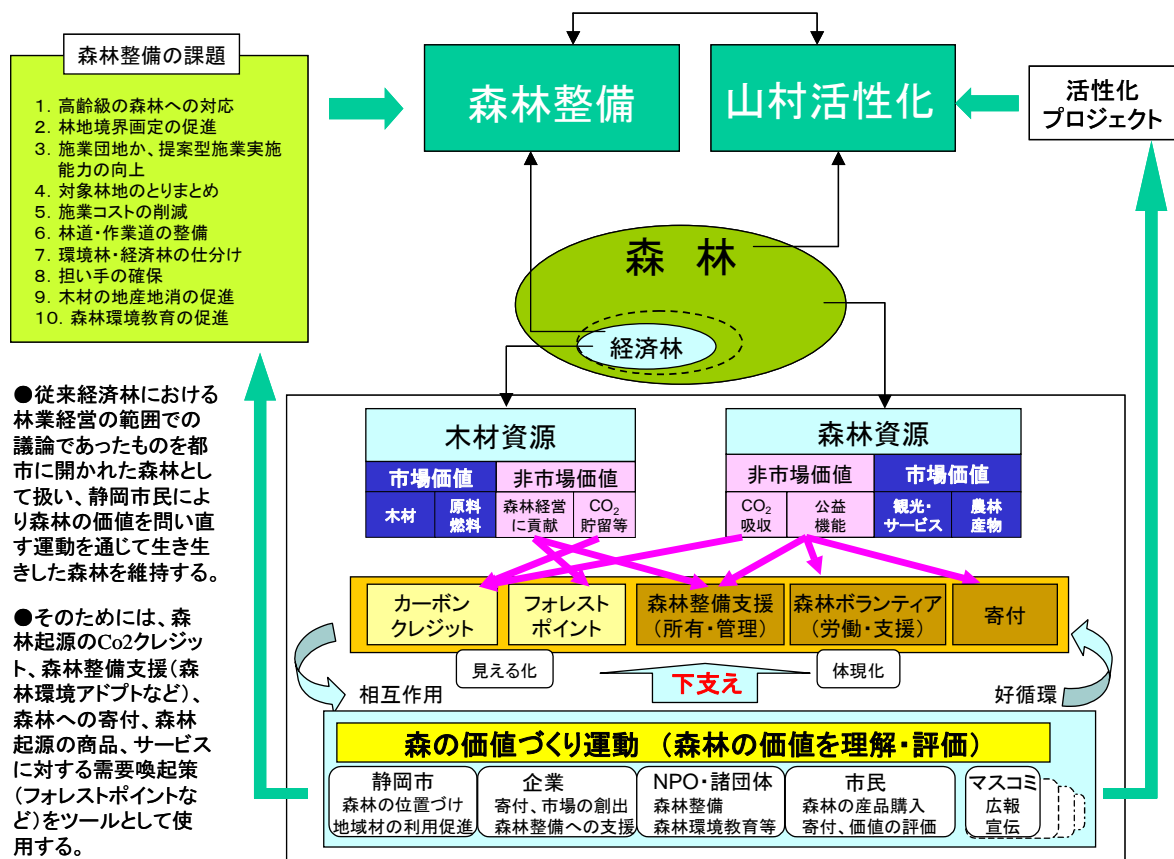 森林整備の課題
1. 高齢級の森林への対応
2. 林地境界画定の促進
3. 施業団地か、提案型施業実施
能力の向上
4. 対象林地のとりまとめ
5. 施業コストの削減
6. 林道・作業道の整備
7. 環境林・経済林の仕分け
8. 担い手の確保
9. 木材の地産地消の促進
10. 森林環境教育の促進
森林整備
山村活性化
活性化
プロジェクト
森 林
経済林
●従来経済林における
林業経営の範囲での
議論であったものを都
市に開かれた森林とし
て扱い、静岡市民によ
り森林の価値を問い直
す運動を通じて生き生
きした森林を維持する。
●そのためには、森
林起源のCo2クレジッ
ト、森林整備支援(森
林環境アドプトなど)、
森林への寄付、森林
起源の商品、サービス
に対する需要喚起策
(フォレストポイントな
ど)をツールとして使
用する。
木材資源
市場価値
非市場価値
木材
原料
燃料
森林経営
に貢献
CO2
貯留等
森林資源
非市場価値
市場価値
CO2
吸収
公益
機能
観光・
サービス
農林
産物
カーボン
クレジット
フォレスト
ポイント
森林整備支援
(所有・管理)
森林ボランティア
(労働・支援)
寄付
見える化
体現化
相互作用
下支え
好循環
森の価値づくり運動 (森林の価値を理解・評価)
静岡市
森林の位置づけ
地域材の利用促進
企業
寄付、市場の創出
森林整備への支援
NPO・諸団体
森林整備
森林環境教育等
市民
森林の産品購入
寄付、価値の評価
マスコミ
広報
宣伝